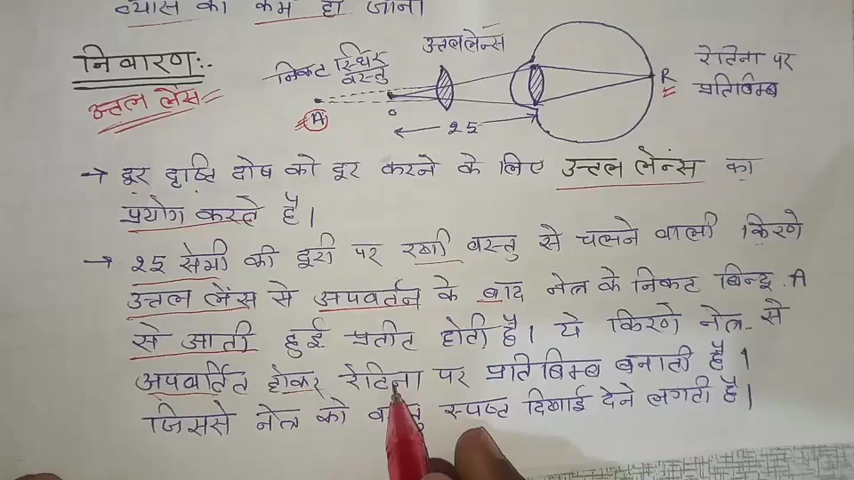 व्यास का कम हो जाना
निवारण:-
उत्तल लेंस
निकट स्थिर वस्तु
उत्तल लेन्स
A
o
25
R
रेटिना पर
प्रतिबिम्ब
→ दूर दृष्टि दोष को दूर करने के लिए उत्तल लेन्स का
प्रयोग करते है।
→ 25 सेमी की दूरी पर रखी वस्तु से चलने वाली किरणे
उत्तल लेंस से अपवर्तन के बाद नेत्र के निकट बिन्दू A
से आती हुई प्रतीत होती है। ये किरणे नेत्र से
अपवर्तित होकर रेटिना पर प्रतिबिम्ब बनाती है।
जिससे नेत्र को वस्तु स्पष्ट दिखाई देने लगती है।